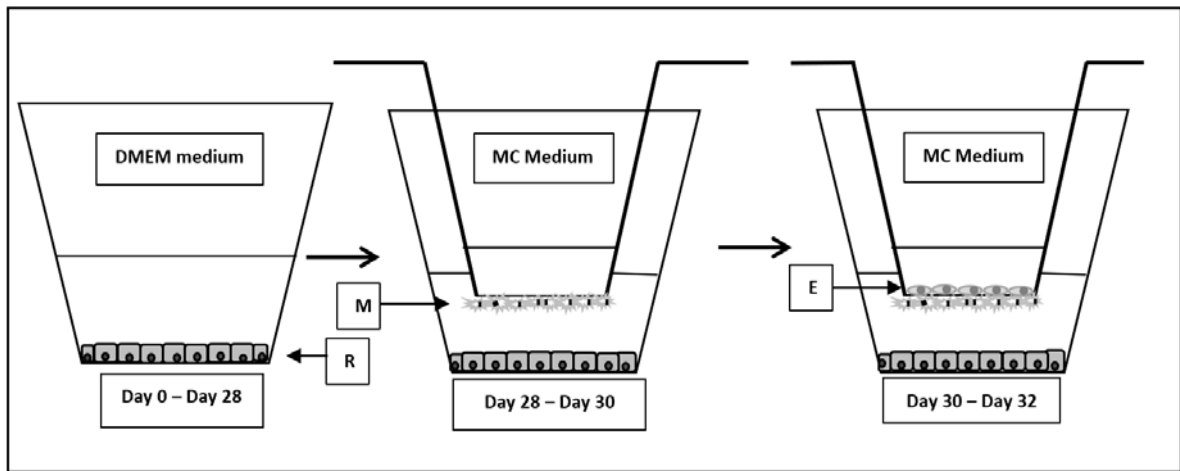 DMEM medium
MC Medium
MC Medium
E
M
R
Day 0 – Day 28
Day 28 – Day 30
Day 30 – Day 32